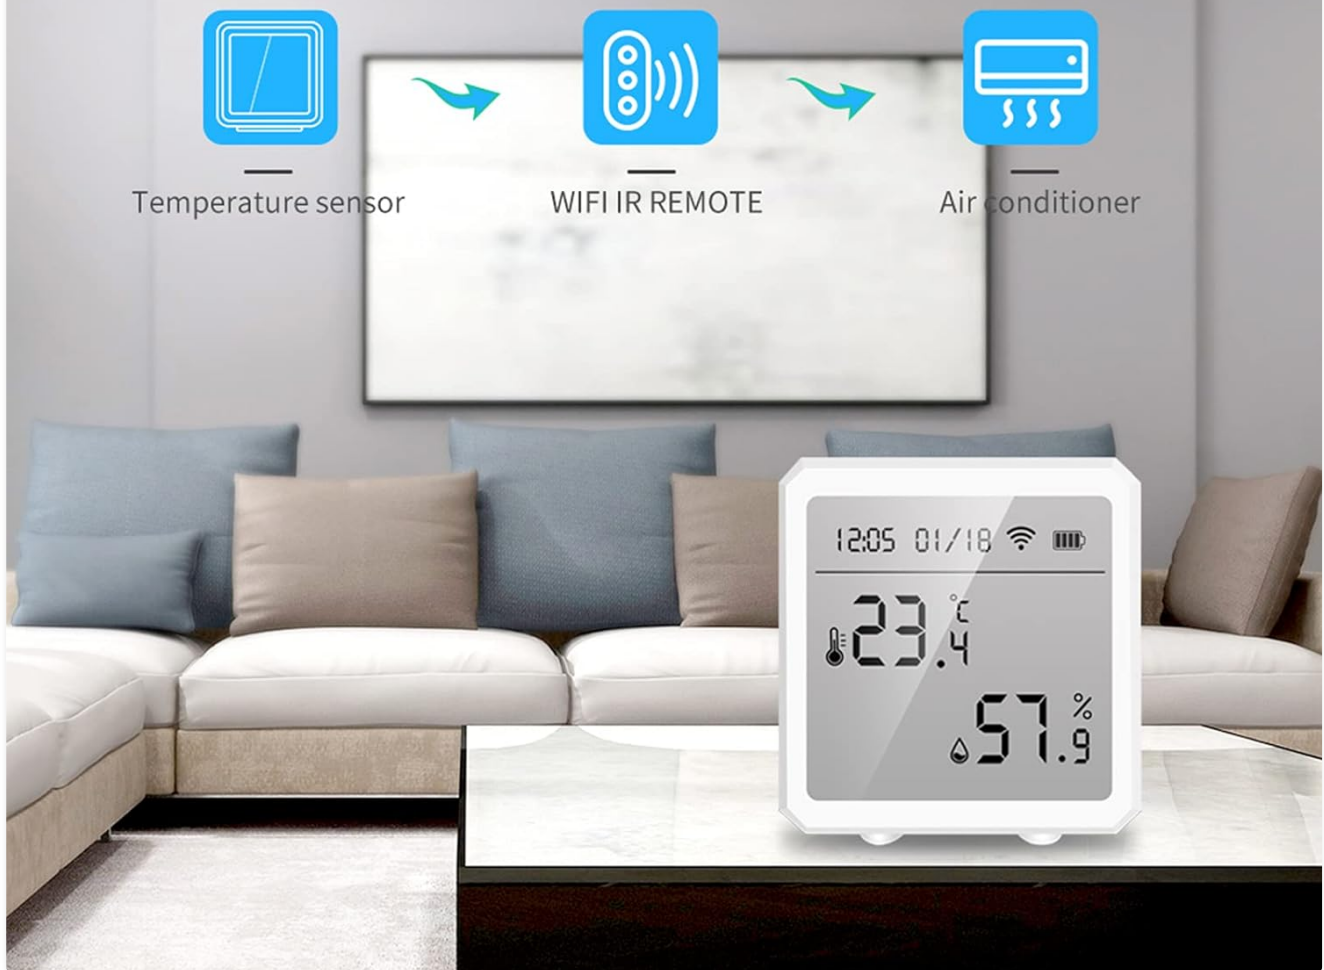 Temperature sensor
WIFI IR REMOTE
Air conditioner
12:05 01/18
23.4 °C
57.9 %